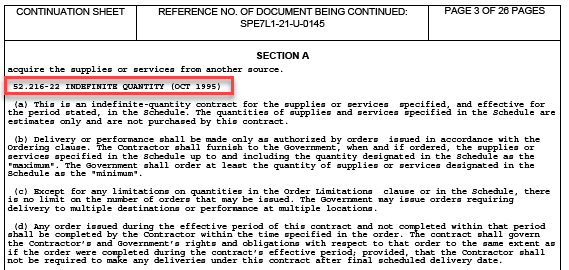 CONTINUATION SHEET
REFERENCE NO. OF DOCUMENT BEING CONTINUED:
SPE7L1-21-U-0145
PAGE 3 OF 26 PAGES
SECTION A
acquire the supplies or services from another source.
52.216-22 INDEFINITE QUANTITY (OCT 1995)
(a) This is an indefinite-quantity contract for the supplies or services specified, and effective for
the period stated, in the Schedule. The quantities of supplies and services specified in the Schedule are
estimates only and are not purchased by this contract.
(b) Delivery or performance shall be made only as authorized by orders issued in accordance with the
Ordering clause. The Contractor shall furnish to the Government, when and if ordered, the supplies or
services specified in the Schedule up to and including the quantity designated in the Schedule as the
"maximum". The Government shall order at least the quantity of supplies or services designated in the
Schedule as the "minimum".
(c) Except for any limitations on quantities in the Order Limitations clause or in the Schedule, there
is no limit on the number of orders that may be issued. The Government may issue orders requiring
delivery to multiple destinations or performance at multiple locations.
(d) Any order issued during the effective period of this contract and not completed within that period
shall be completed by the Contractor within the time specified in the order. The contract shall govern
the Contractor's and Government's rights and obligations with respect to that order to the same extent as
if the order were completed during the contract's effective period; provided, that the Contractor shall
not be required to make any deliveries under this contract after final scheduled delivery date.